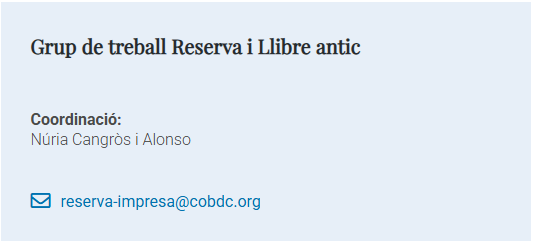 Grup de treball Reserva i Llibre antic
Coordinació:
Núria Cangròs i Alonso
reserva-impresa@cobdc.org